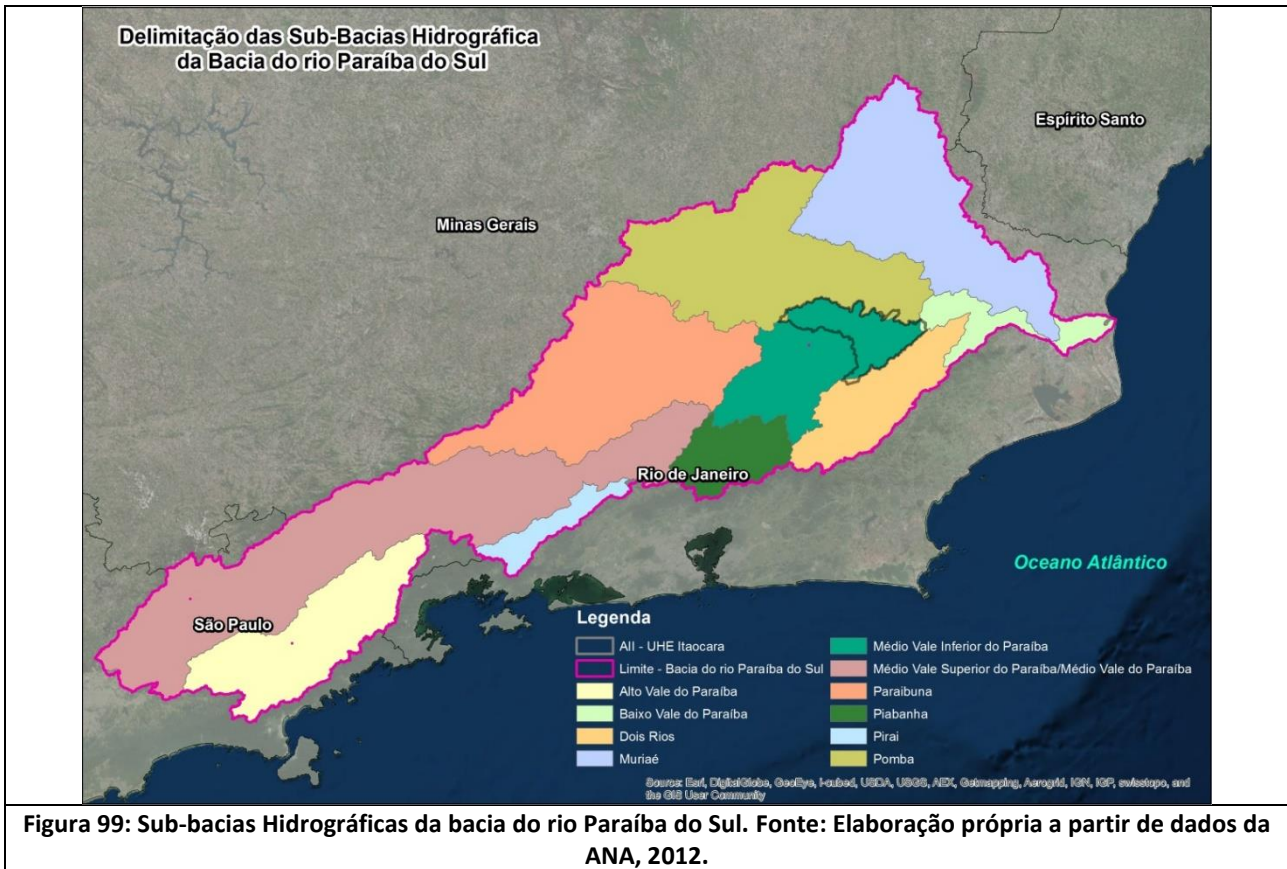 Delimitação das Sub-Bacias Hidrográfica
da Bacia do rio Paraíba do Sul
Espírito Santo
Minas Gerais
Rio de Janeiro
São Paulo
Oceano Atlântico
Legenda
AII - UHE Itaocara
Limite - Bacia do rio Paraíba do Sul
Alto Vale do Paraíba
Baixo Vale do Paraíba
Dois Rios
Muriaé
Médio Vale Inferior do Paraíba
Médio Vale Superior do Paraíba/Médio Vale do Paraíba
Paraibuna
Piabanha
Pirai
Pomba
Source: Esri, DigitalGlobe, GeoEye, i-cubed, USDA, USGS, AEX, Getmapping, Aerogrid, IGN, IGP, swisstopo, and
the GIS User Community
Figura 99: Sub-bacias Hidrográficas da bacia do rio Paraíba do Sul. Fonte: Elaboração própria a partir de dados da
ANA, 2012.